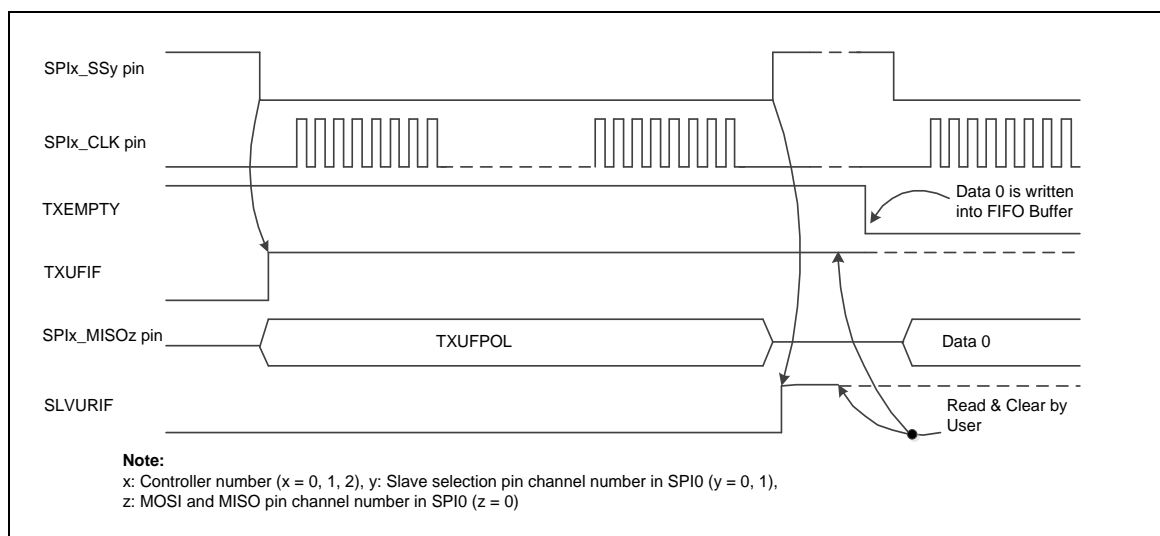 SPIx_SSy pin
SPIx_CLK pin
TXEMPTY
Data 0 is written
into FIFO Buffer
TXUFIF
SPIx_MISOz pin
TXUFPOL
Data 0
SLVURIF
Read & Clear by
User
Note:
x: Controller number (x = 0, 1, 2), y: Slave selection pin channel number in SPI0 (y = 0, 1),
z: MOSI and MISO pin channel number in SPI0 (z = 0)